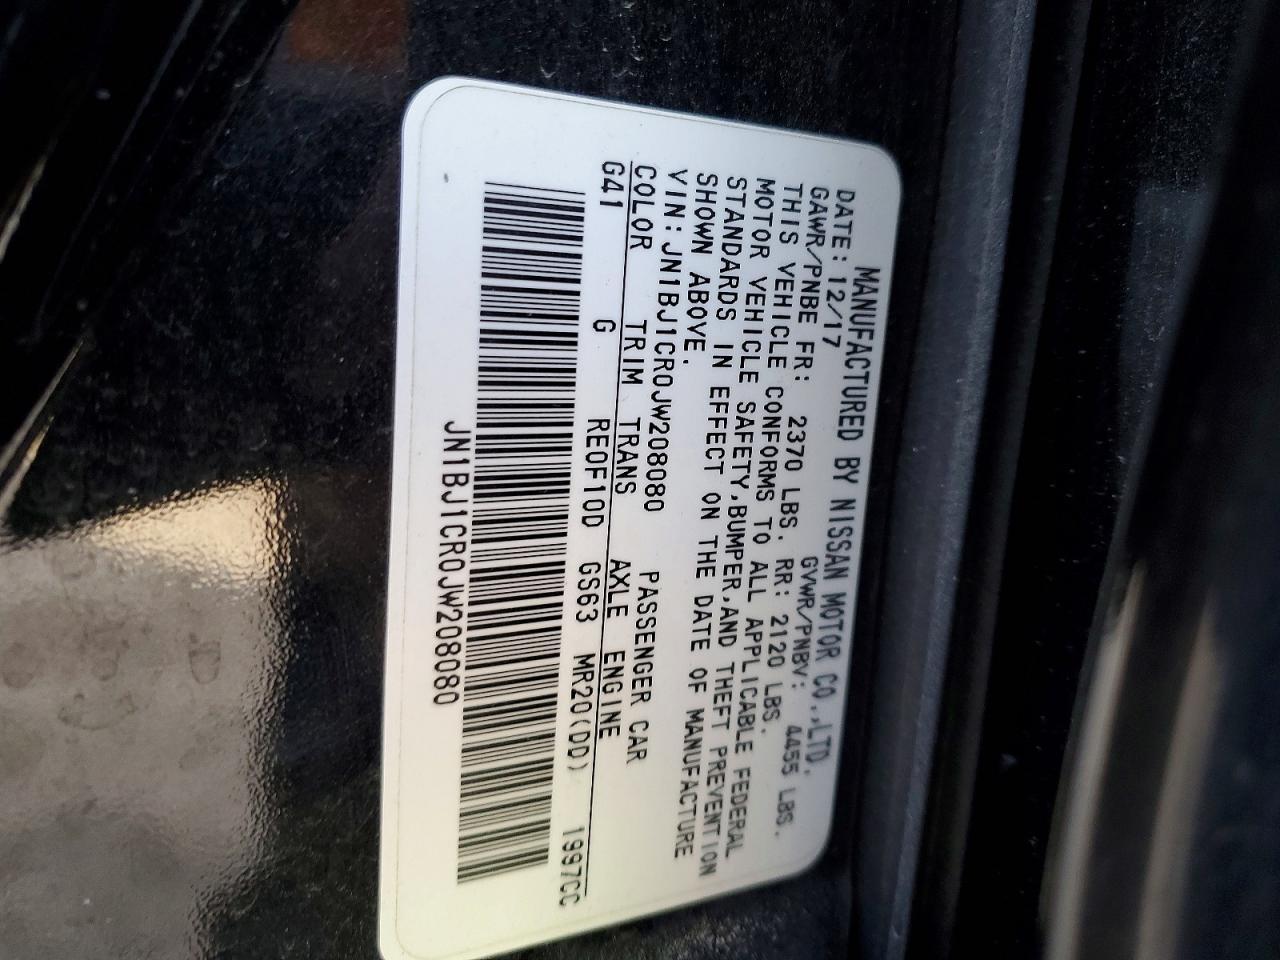 MANUFACTURED BY NISSAN MOTOR CO.,LTD.
DATE: 12/17 GVWR/PNBV: 4455 LBS.
GAWR/PNBE FR: 2370 LBS. RR: 2120 LBS.
THIS VEHICLE CONFORMS TO ALL APPLICABLE FEDERAL
MOTOR VEHICLE SAFETY,BUMPER,AND THEFT PREVENTION
STANDARDS IN EFFECT ON THE DATE OF MANUFACTURE
SHOWN ABOVE.
VIN:JN1BJ1CR0JW208080 PASSENGER CAR
COLOR TRIM TRANS AXLE ENGINE
G41 G RE0F10D GS63 MR20(DD) 1997CC
JN1BJ1CR0JW208080